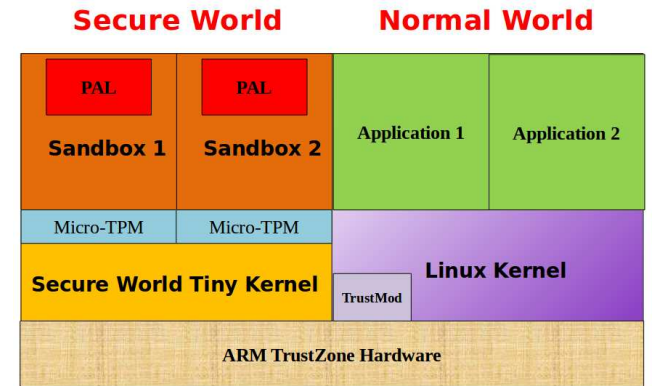 Secure World Normal World
PAL PAL
Application 1 Application 2
Sandbox 1 Sandbox 2
Micro-TPM Micro-TPM
Linux Kernel
Secure World Tiny Kernel
TrustMod
ARM TrustZone Hardware